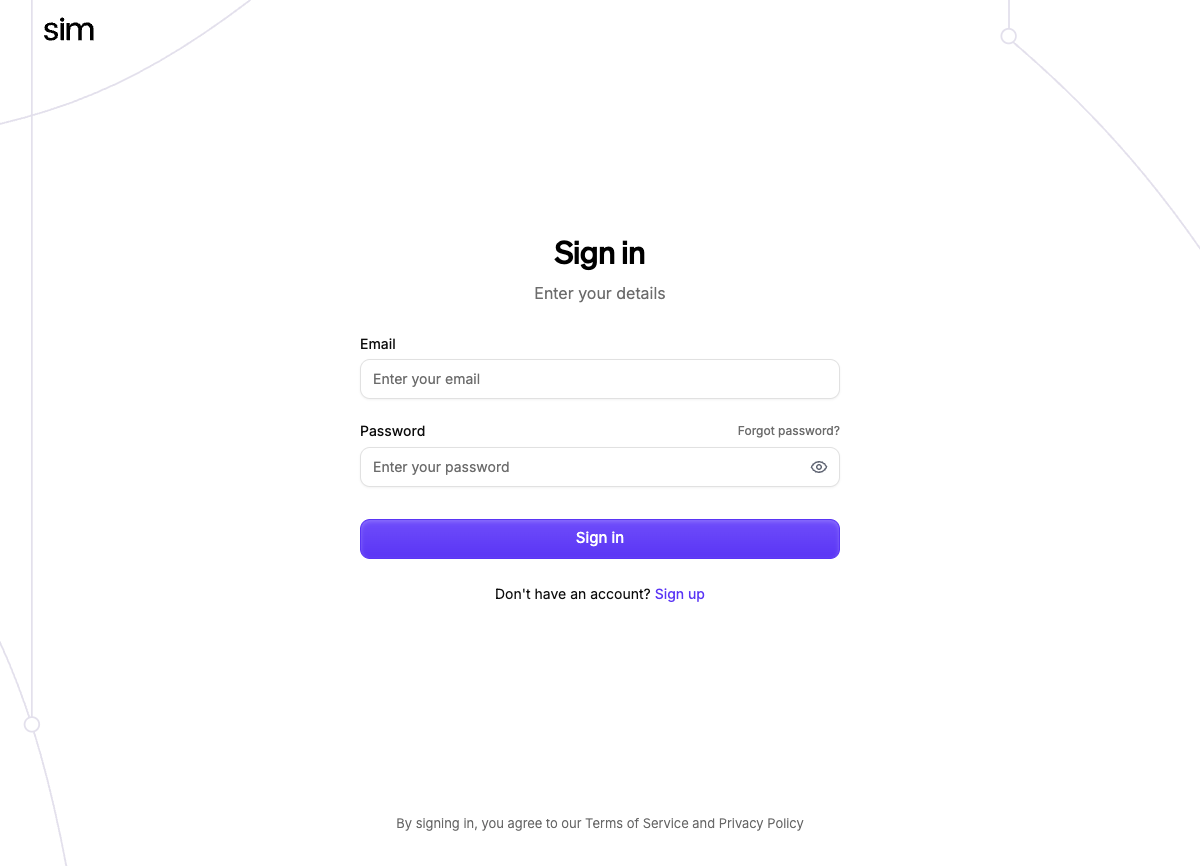 sim
Sign in
Enter your details
Email
Enter your email
Password
Forgot password?
Enter your password
Sign in
Don't have an account? Sign up
By signing in, you agree to our Terms of Service and Privacy Policy